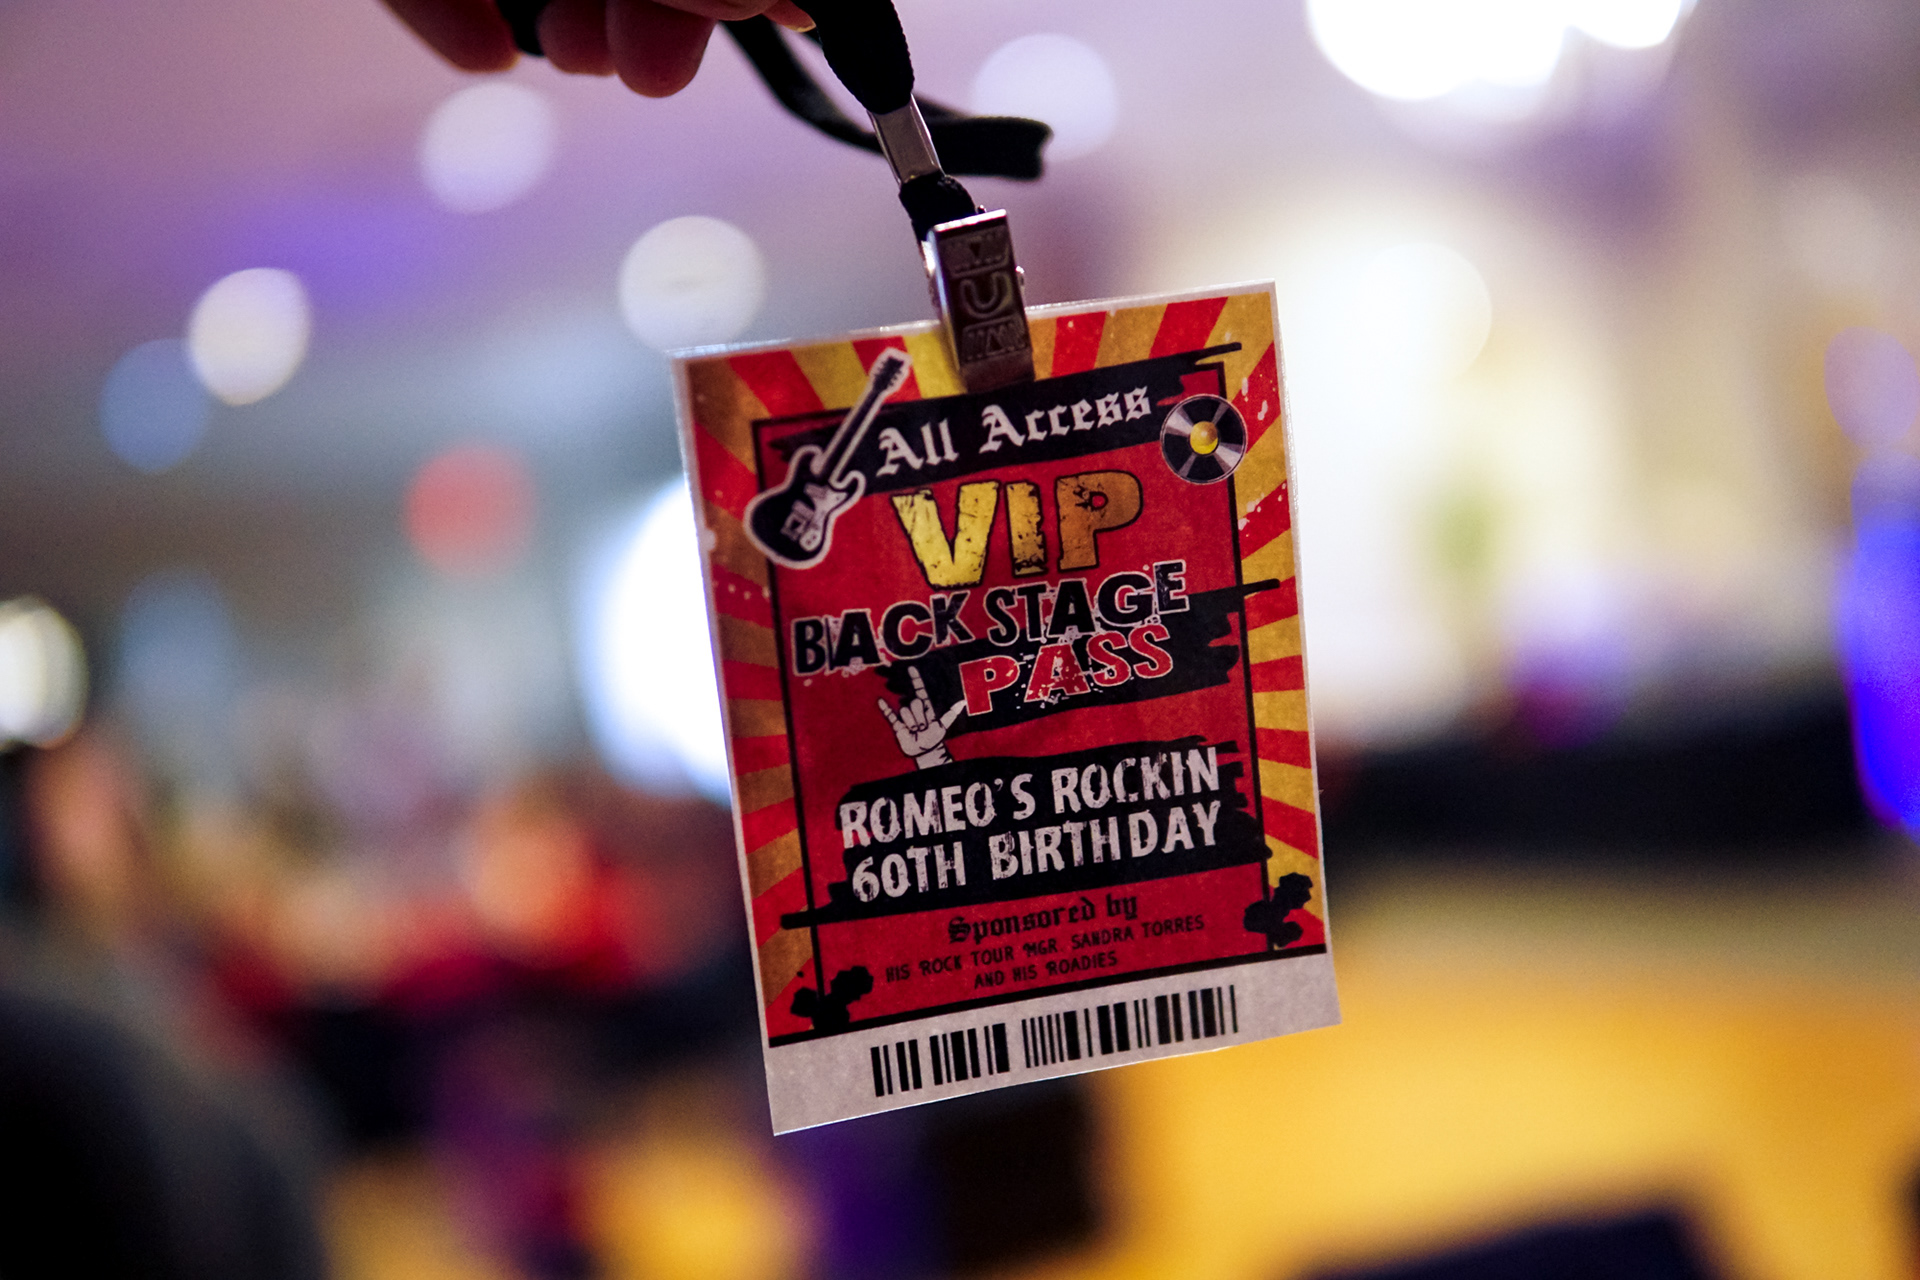 All Access
VIP
BACK STAGE
PASS
ROMEO'S ROCKIN
60TH BIRTHDAY
Sponsored by
HIS ROCK TOUR MGR. SANDRA TORRES
AND HIS ROADIES